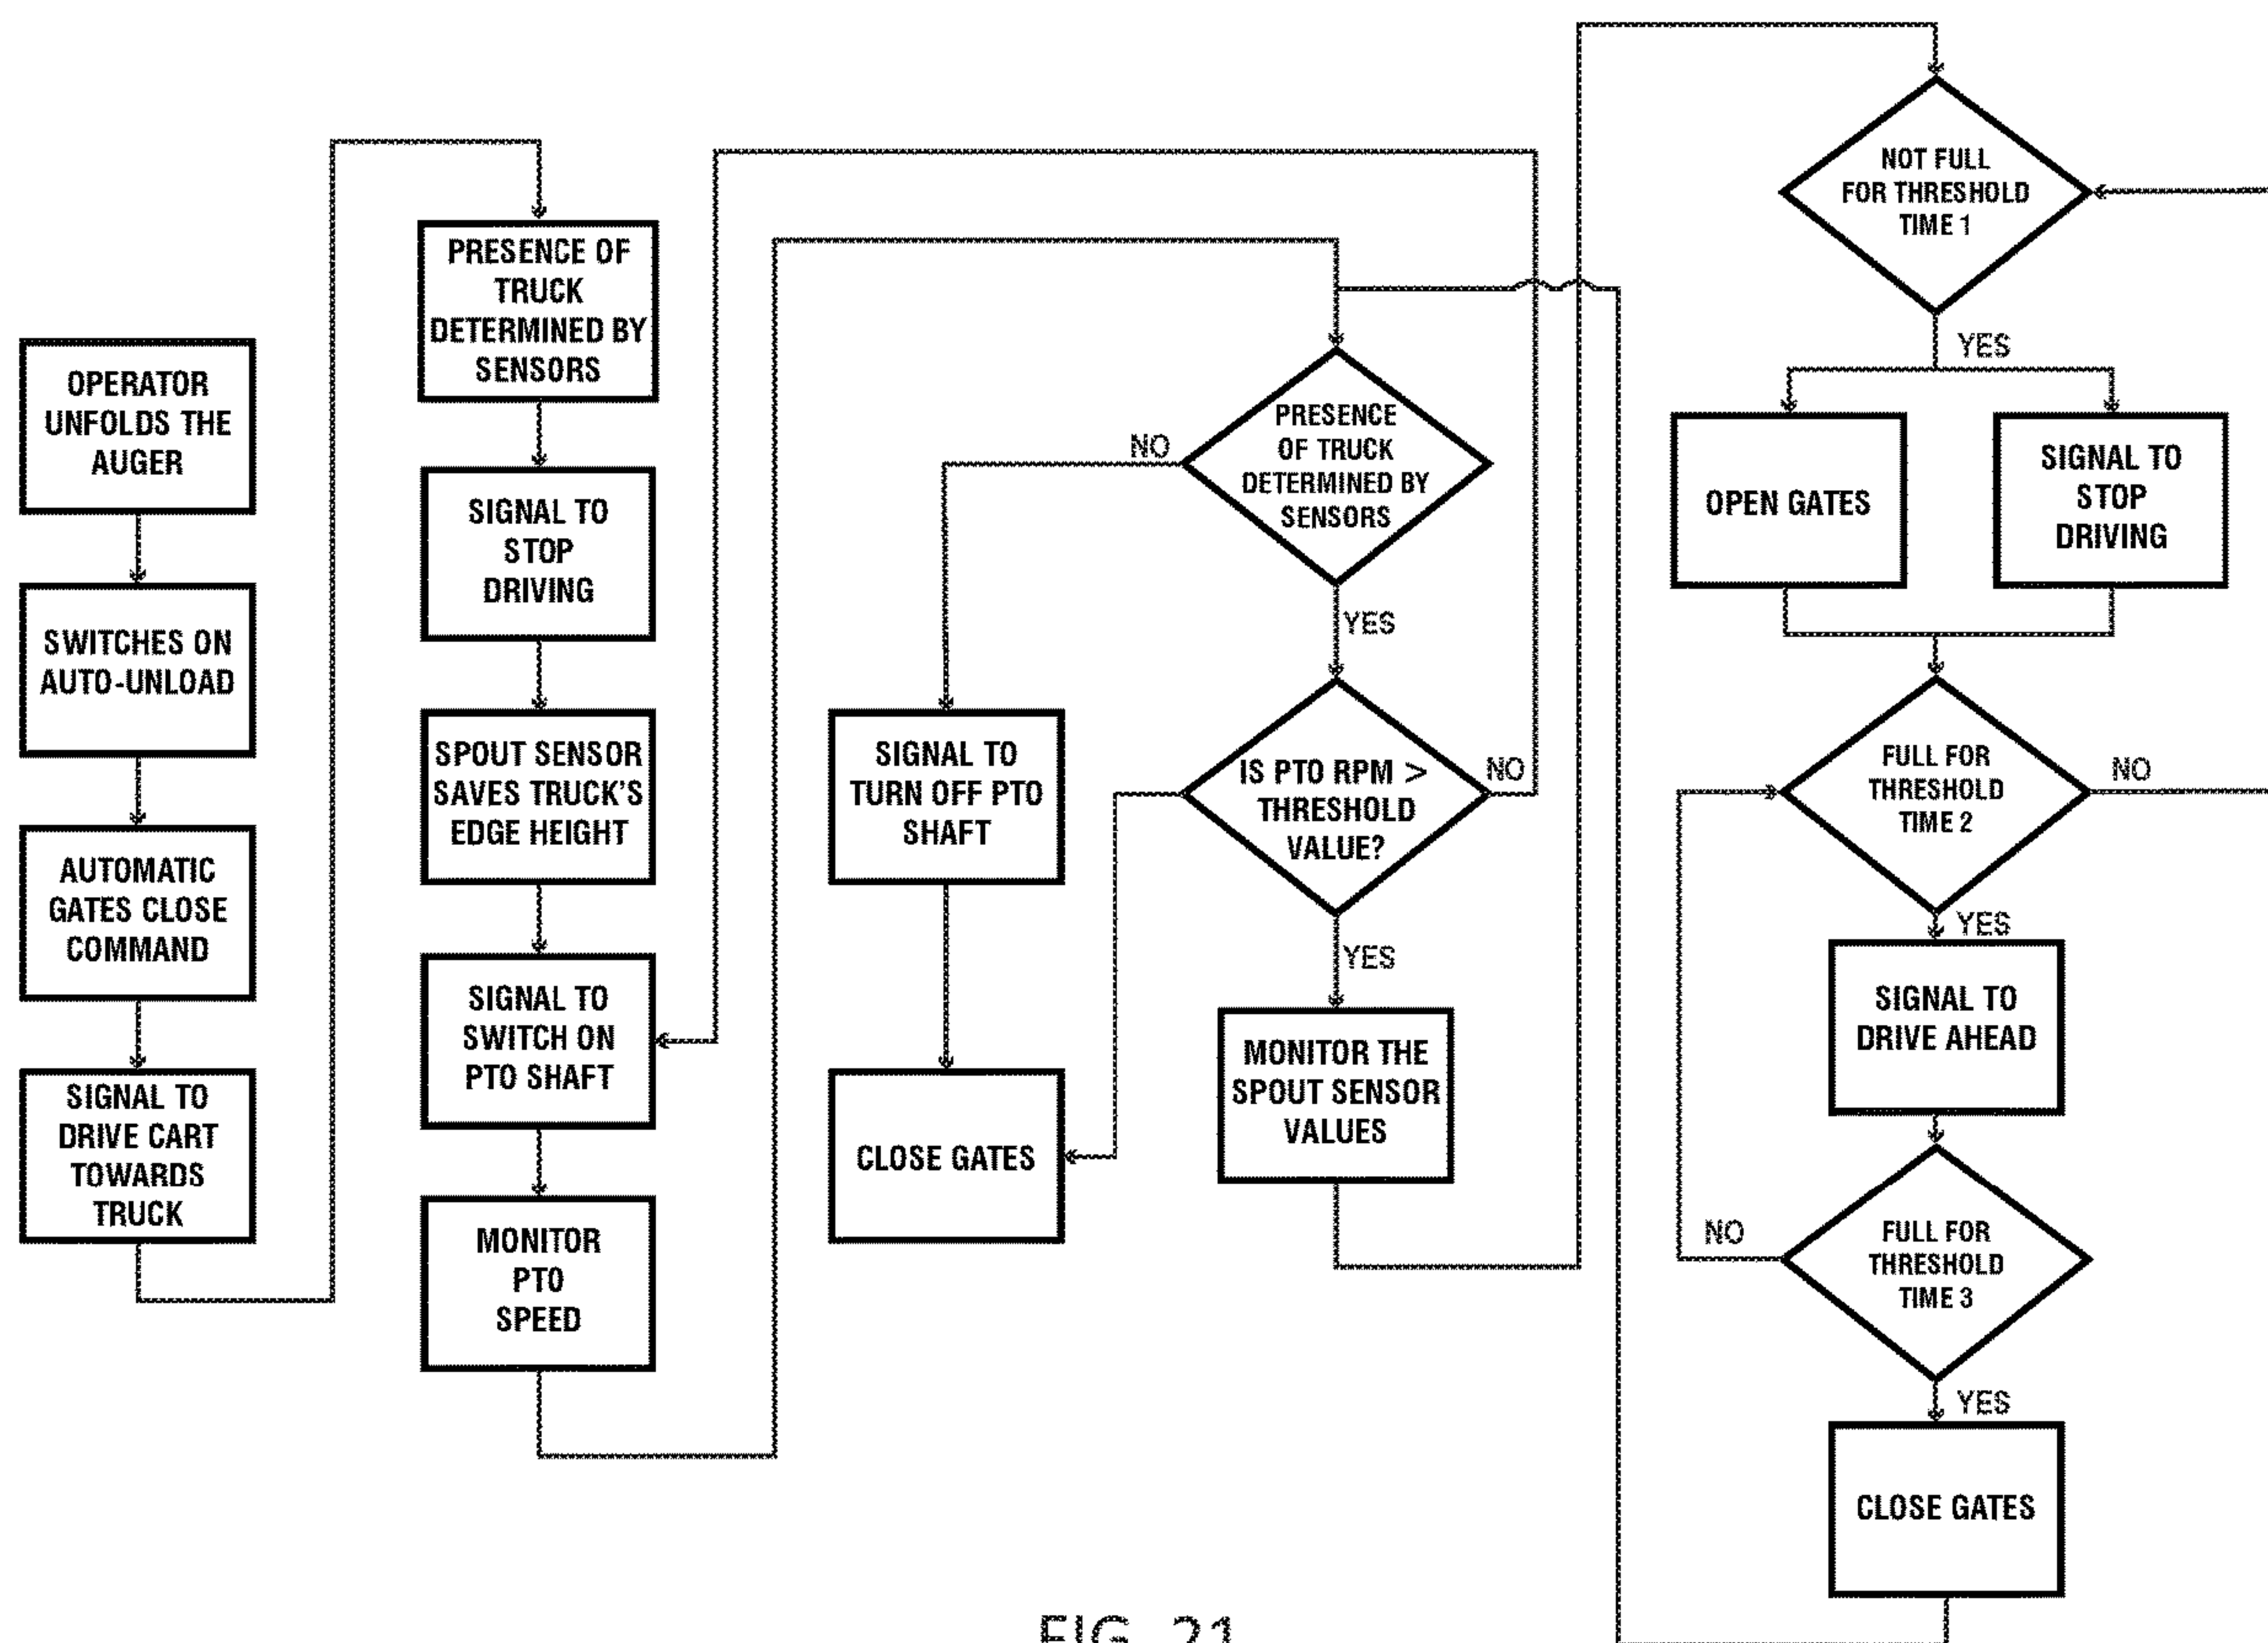 OPERATOR
UNFOLDS THE
AUGER
SWITCHES ON
AUTO-UNLOAD
AUTOMATIC
GATES CLOSE
COMMAND
SIGNAL TO
DRIVE CART
TOWARDS
TRUCK
PRESENCE OF
TRUCK
DETERMINED BY
SENSORS
SIGNAL TO
STOP
DRIVING
SPOUT SENSOR
SAVES TRUCK'S
EDGE HEIGHT
SIGNAL TO
SWITCH ON
PTO SHAFT
MONITOR
PTO
SPEED
PRESENCE
OF TRUCK
DETERMINED BY
SENSORS
NO
YES
SIGNAL TO
TURN OFF PTO
SHAFT
CLOSE GATES
IS PTO RPM >
THRESHOLD
VALUE?
NO
YES
MONITOR THE
SPOUT SENSOR
VALUES
NOT FULL
FOR THRESHOLD
TIME 1
YES
OPEN GATES
SIGNAL TO
STOP
DRIVING
FULL FOR
THRESHOLD
TIME 2
NO
YES
SIGNAL TO
DRIVE AHEAD
FULL FOR
THRESHOLD
TIME 3
NO
YES
CLOSE GATES
FIG. 21